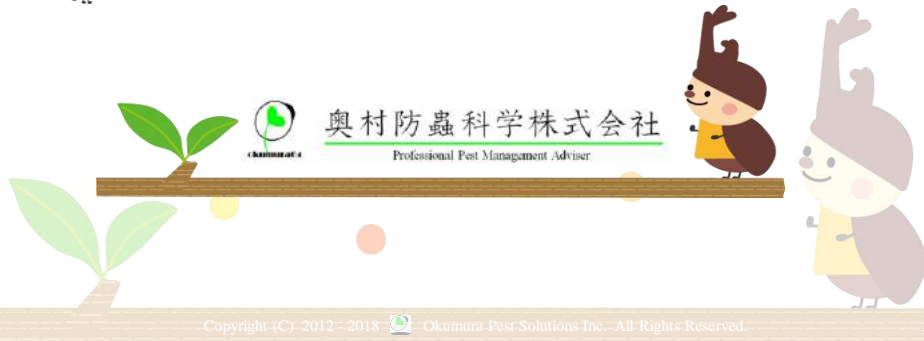 奥村防蟲科学株式会社
Professional Pest Management Adviser
Copyright (C) 2012 - 2018 Okumura Pest Solutions Inc. All Rights Reserved.